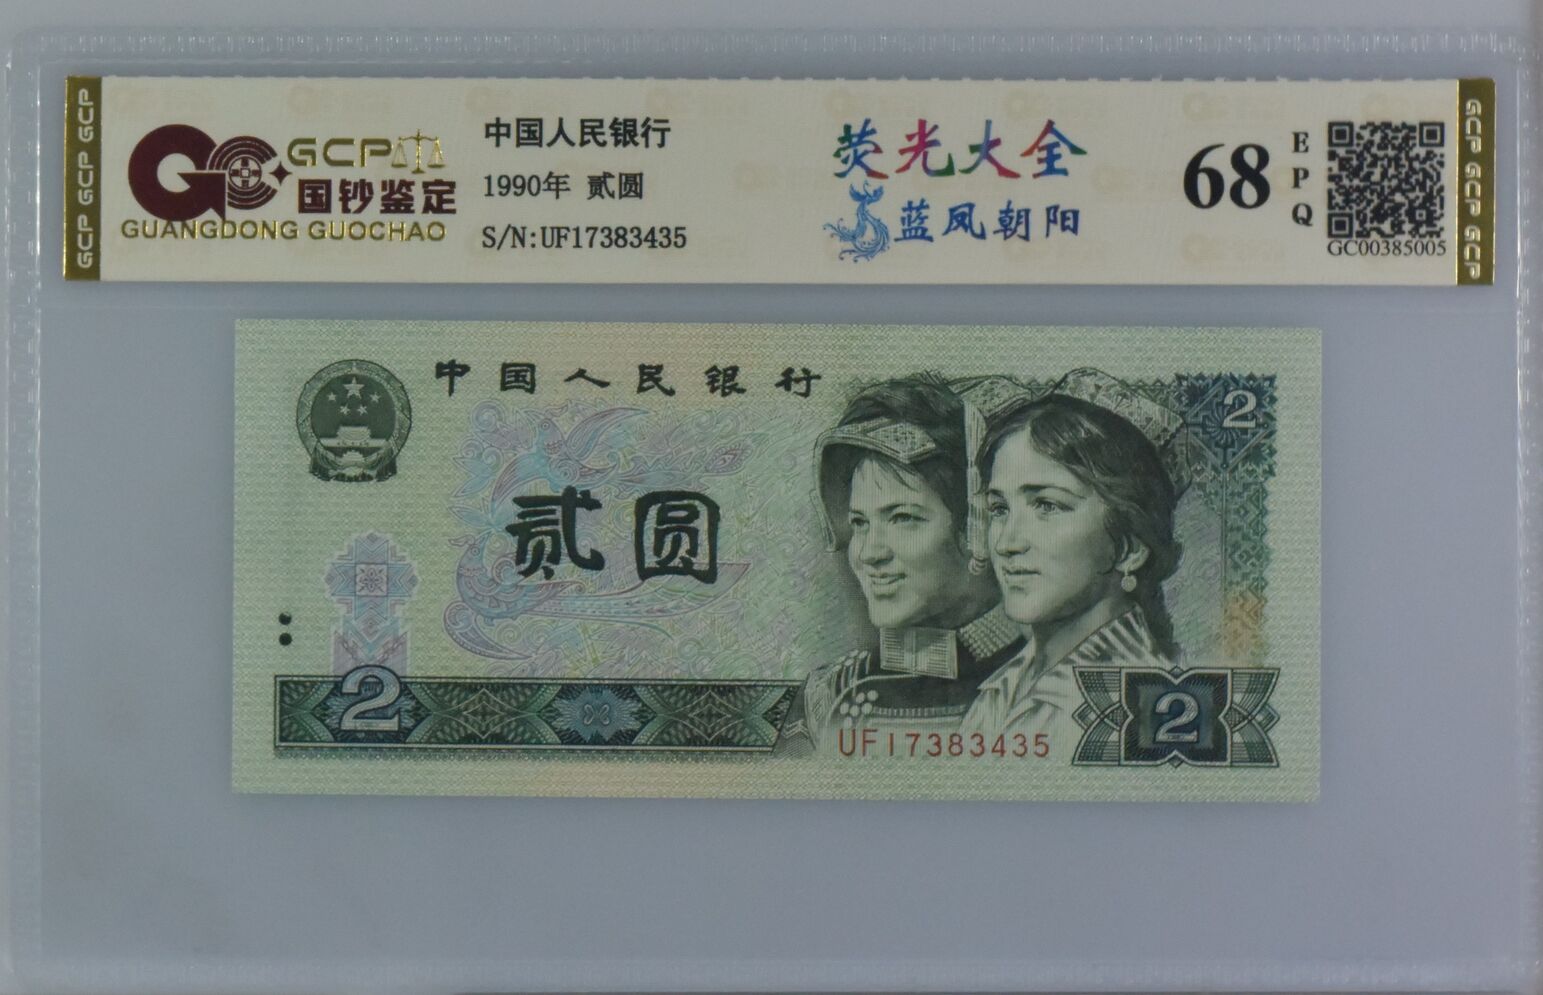 GCP GCP GCP
GCP
国钞鉴定
GUANGDONG GUOCHAO
中国人民银行
1990年 贰圆
S/N:UF17383435
荧光大全
蓝凤朝阳
68
EPQ
GC00385005
GCP GCP GCP
中国人民银行
2
贰圆
2
UF17383435
2